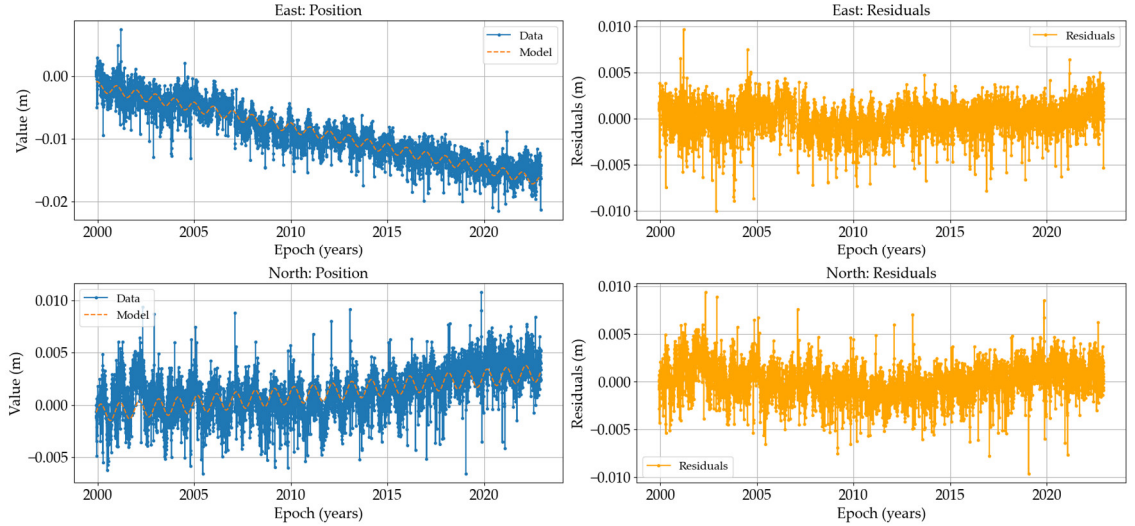 East: Position
Value (m)
0.00
−0.01
−0.02
Data
Model
2000 2005 2010 2015 2020
Epoch (years)
East: Residuals
Residuals (m)
0.010
0.005
0.000
−0.005
−0.010
Residuals
2000 2005 2010 2015 2020
Epoch (years)
North: Position
Value (m)
0.010
0.005
0.000
−0.005
Data
Model
2000 2005 2010 2015 2020
Epoch (years)
North: Residuals
Residuals (m)
0.010
0.005
0.000
−0.005
−0.010
Residuals
2000 2005 2010 2015 2020
Epoch (years)